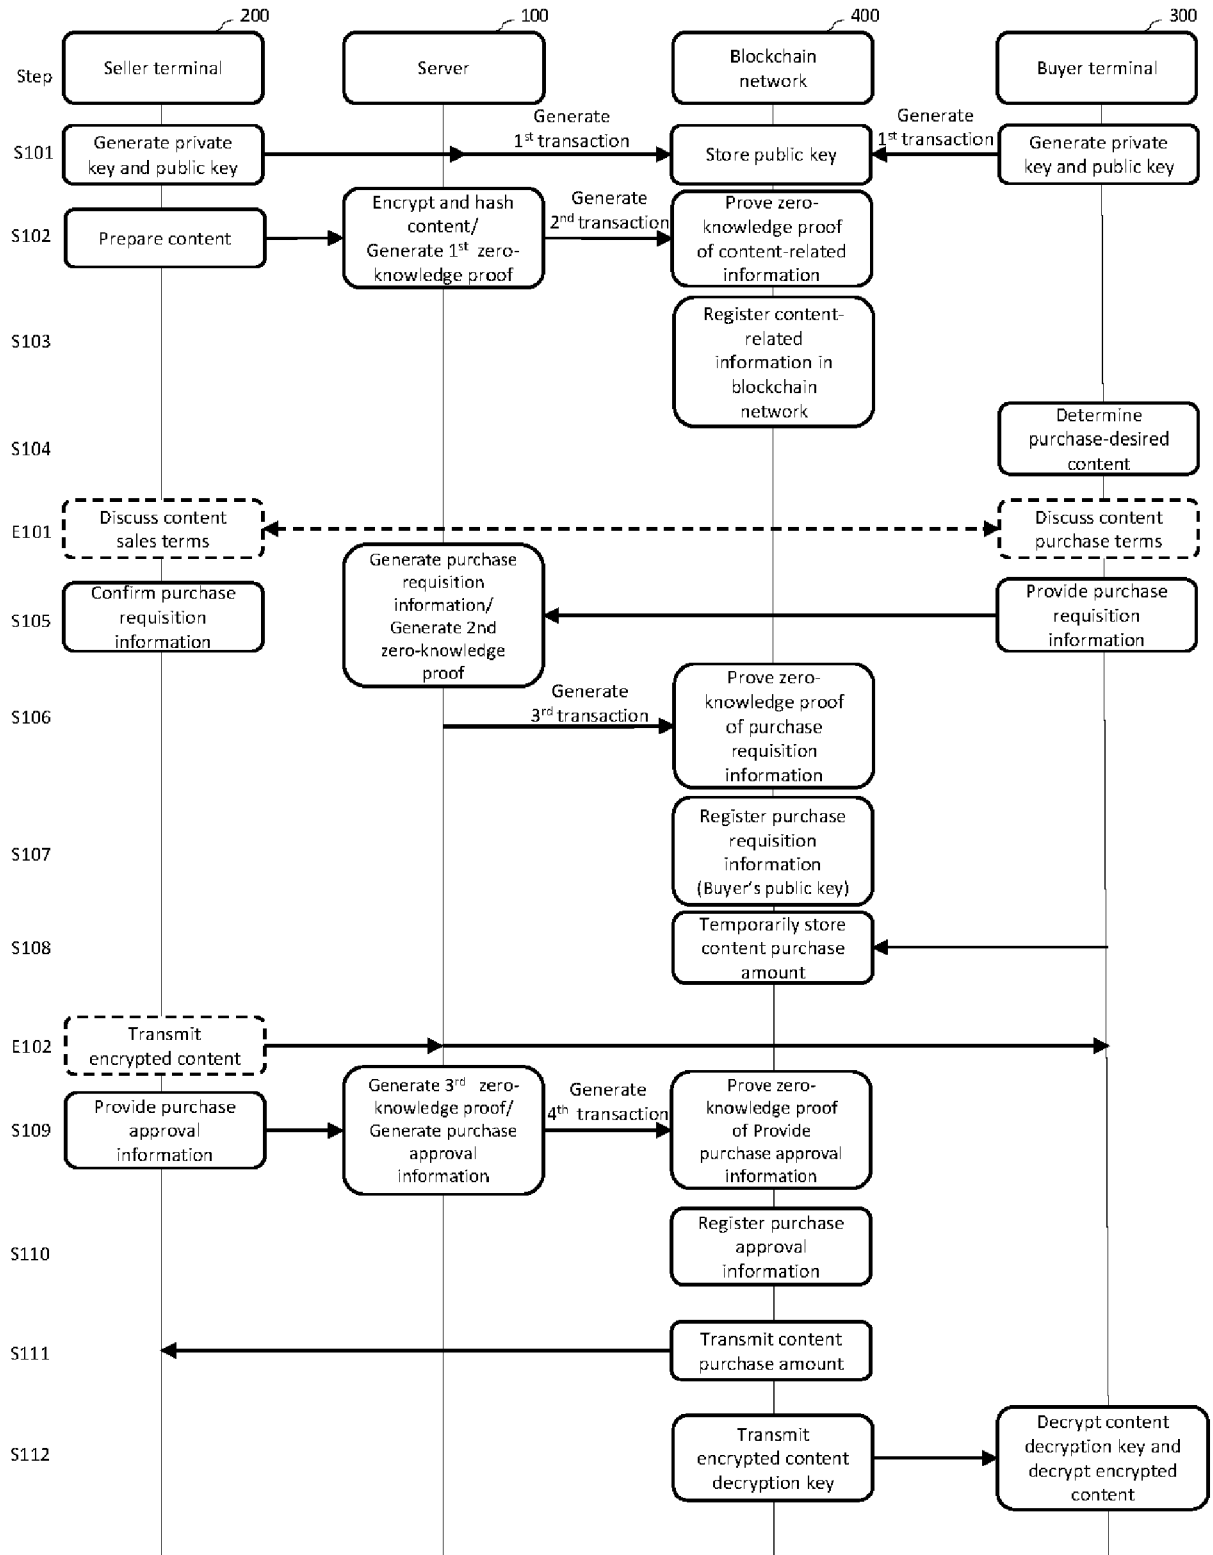 200
100
400
300
Step
Seller terminal
Server
Blockchain
network
Buyer terminal
S101
Generate private
key and public key
Generate
1st transaction
Store public key
Generate
1st transaction
Generate private
key and public key
S102
Prepare content
Encrypt and hash
content/
Generate 1st zero-
knowledge proof
Generate
2nd transaction
Prove zero-
knowledge proof
of content-related
information
S103
Register content-
related
information in
blockchain
network
S104
Determine
purchase-desired
content
E101
Discuss content
sales terms
Discuss content
purchase terms
S105
Confirm purchase
requisition
information
Generate purchase
requisition
information/
Generate 2nd
zero-knowledge
proof
Provide purchase
requisition
information
S106
Generate
3rd transaction
Prove zero-
knowledge proof
of purchase
requisition
information
S107
Register purchase
requisition
information
(Buyer's public key)
S108
Temporarily store
content purchase
amount
E102
Transmit
encrypted content
S109
Provide purchase
approval
information
Generate 3rd zero-
knowledge proof/
Generate purchase
approval
information
Generate
4th transaction
Prove zero-
knowledge proof
of Provide
purchase approval
information
S110
Register purchase
approval
information
S111
Transmit content
purchase amount
S112
Transmit
encrypted content
decryption key
Decrypt content
decryption key and
decrypt encrypted
content